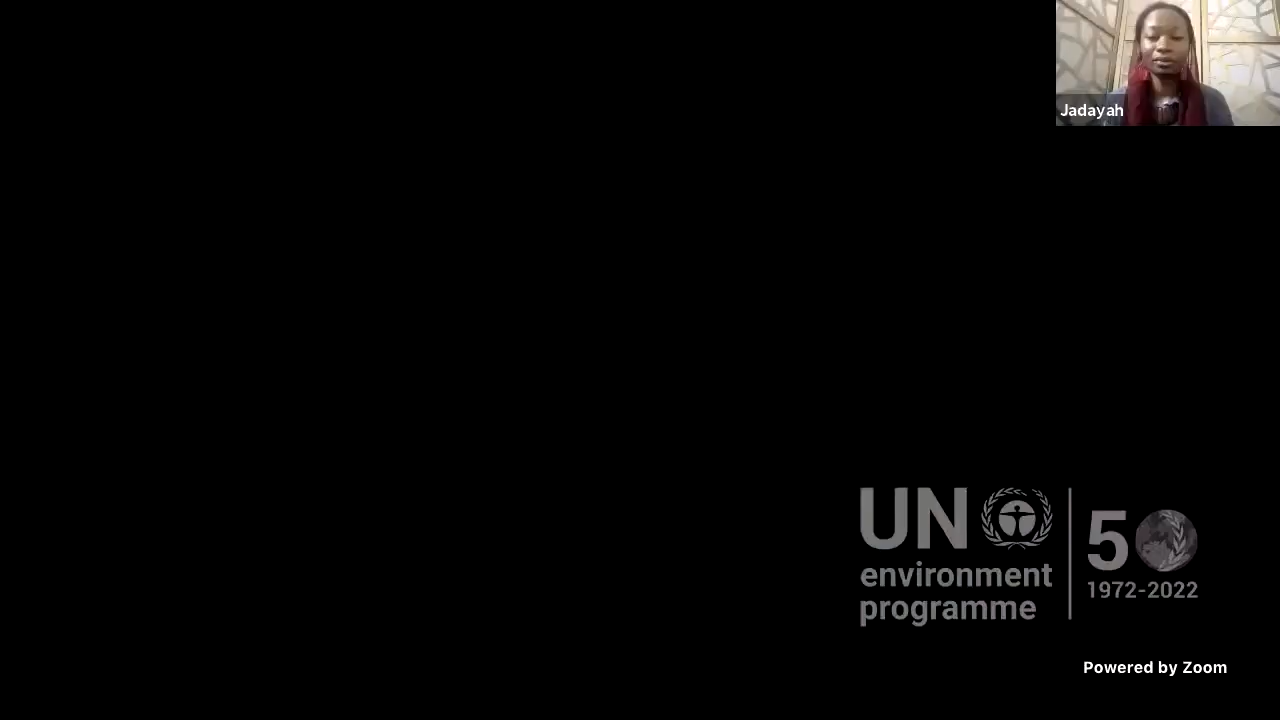 Jadayah
UN
environment
programme
50
1972-2022
Powered by Zoom